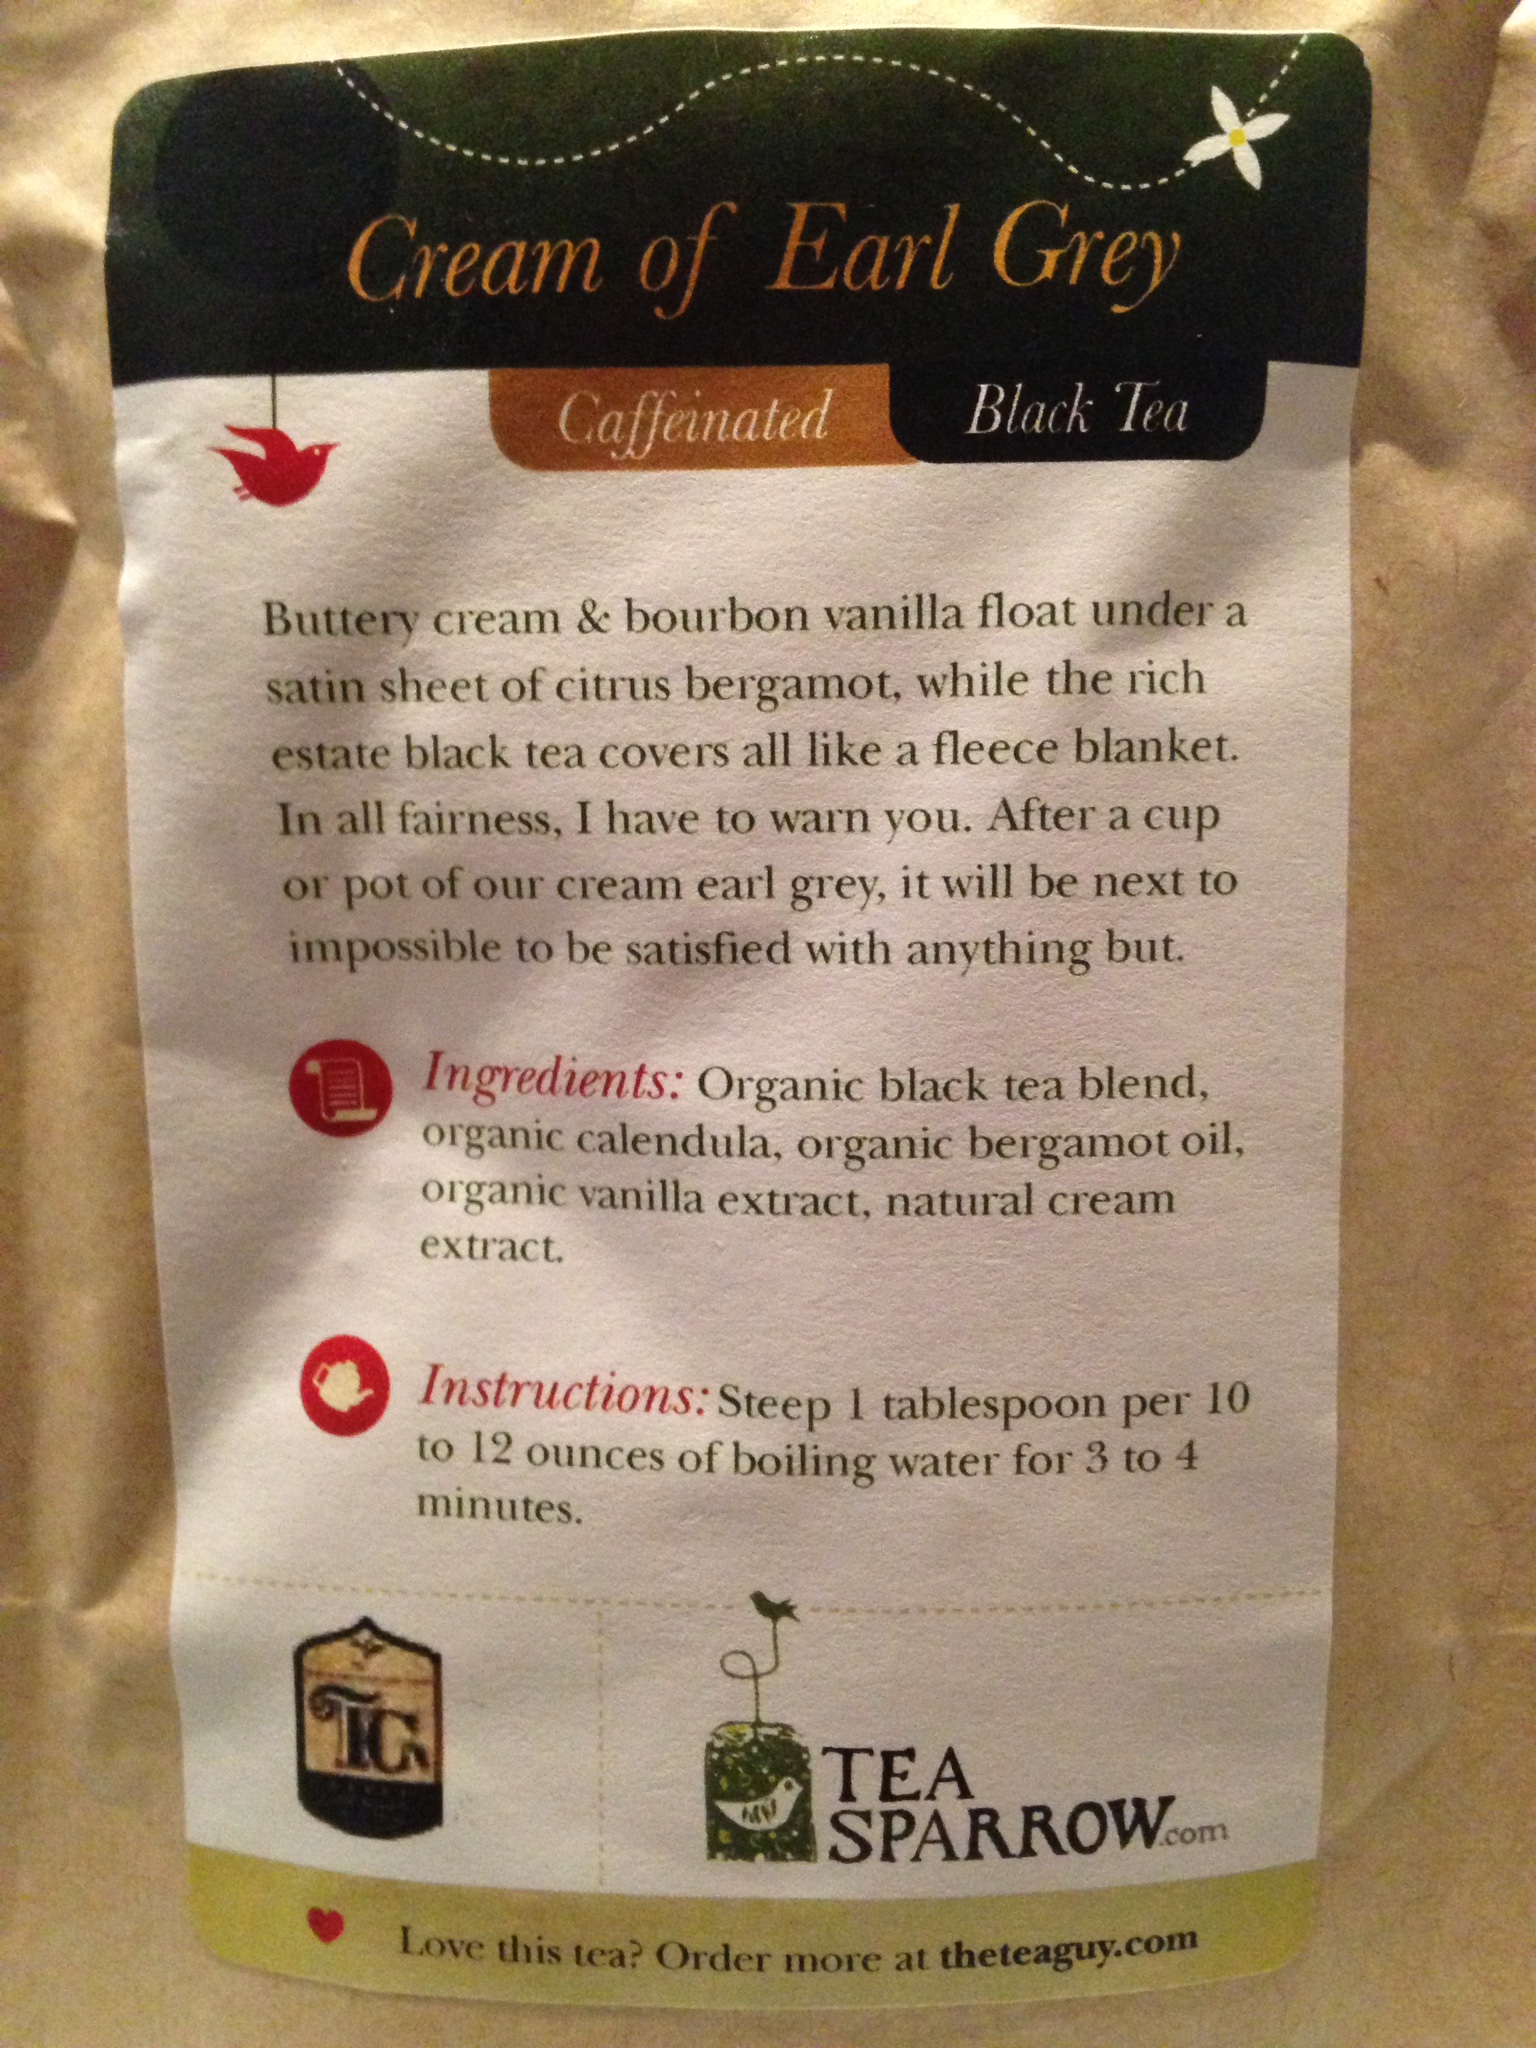 Cream of Earl Grey
Caffeinated
Black Tea
Buttery cream & bourbon vanilla float under a
satin sheet of citrus bergamot, while the rich
estate black tea covers all like a fleece blanket.
In all fairness, I have to warn you. After a cup
or pot of our cream earl grey, it will be next to
impossible to be satisfied with anything but.
Ingredients: Organic black tea blend,
organic calendula, organic bergamot oil,
organic vanilla extract, natural cream
extract.
Instructions: Steep 1 tablespoon per 10
to 12 ounces of boiling water for 3 to 4
minutes.
TG
TEA
SPARROW.com
Love this tea? Order more at theteaguy.com